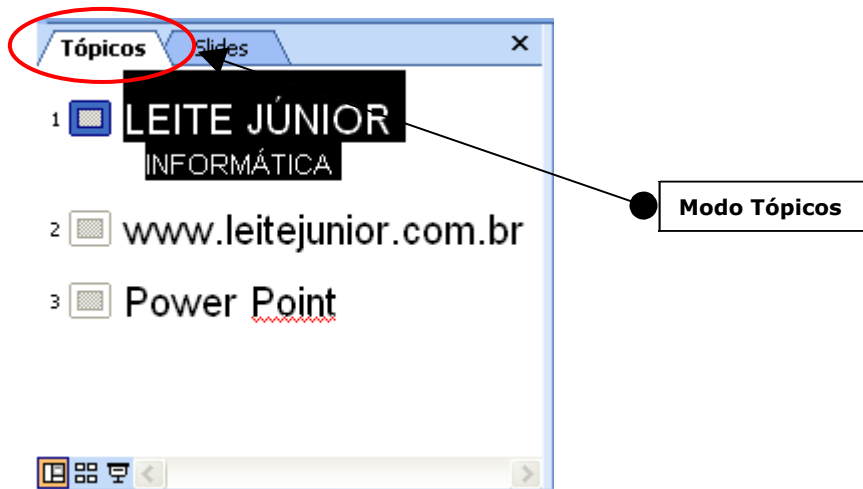 Tópicos Slides
1 LEITE JÚNIOR
INFORMÁTICA
Modo Tópicos
2 www.leitejunior.com.br
3 Power Point